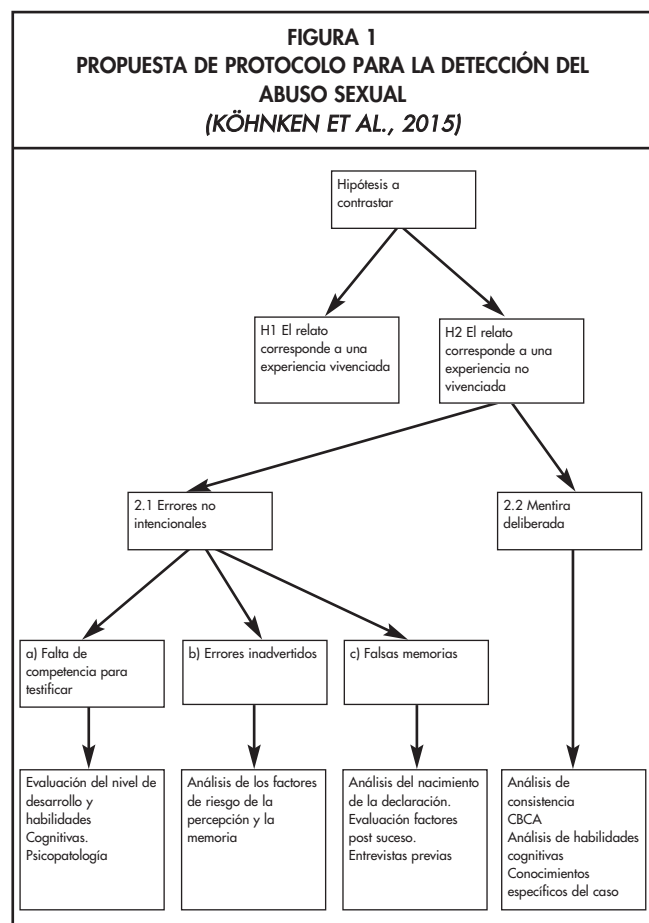 FIGURA 1
PROPUESTA DE PROTOCOLO PARA LA DETECCIÓN DEL
ABUSO SEXUAL
(KÖHNKEN ET AL., 2015)
Hipótesis a
contrastar
H1 El relato
corresponde a una
experiencia vivenciada
H2 El relato
corresponde a una
experiencia no
vivenciada
2.1 Errores no
intencionales
2.2 Mentira
deliberada
a) Falta de
competencia para
testificar
b) Errores inadvertidos
c) Falsas memorias
Evaluación del nivel de
desarrollo y
habilidades
Cognitivas.
Psicopatología
Análisis de los factores
de riesgo de la
percepción y la
memoria
Análisis del nacimiento
de la declaración.
Evaluación factores
post suceso.
Entrevistas previas
Análisis de
consistencia
CBCA
Análisis de habilidades
cognitivas
Conocimientos
específicos del caso